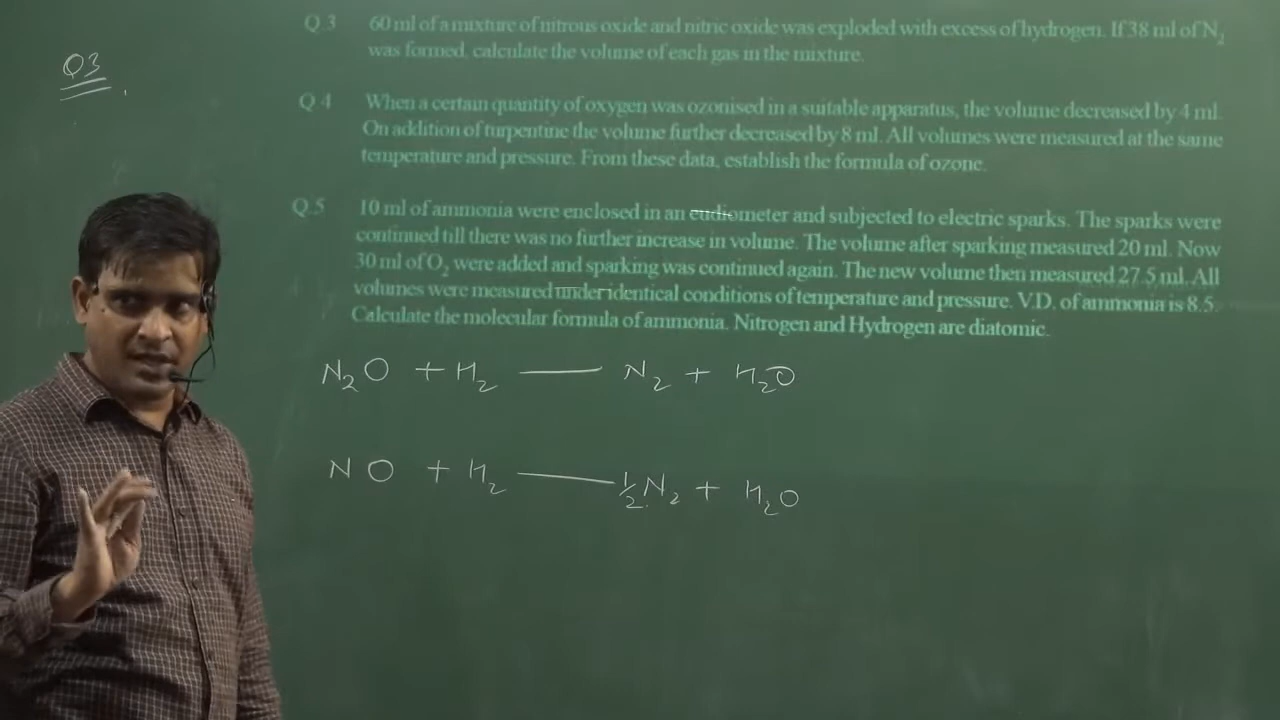 Q3
Q.3 60 ml of a mixture of nitrous oxide and nitric oxide was exploded with excess of hydrogen. If 38 ml of N₂
was formed, calculate the volume of each gas in the mixture.
Q.4 When a certain quantity of oxygen was ozonised in a suitable apparatus, the volume decreased by 4 ml.
On addition of turpentine the volume further decreased by 8 ml. All volumes were measured at the same
temperature and pressure. From these data, establish the formula of ozone.
Q.5 10 ml of ammonia were enclosed in an eudiometer and subjected to electric sparks. The sparks were
continued till there was no further increase in volume. The volume after sparking measured 20 ml. Now
30 ml of O₂ were added and sparking was continued again. The new volume then measured 27.5 ml. All
volumes were measured under identical conditions of temperature and pressure. V.D. of ammonia is 8.5.
Calculate the molecular formula of ammonia. Nitrogen and Hydrogen are diatomic.
N₂O + H₂ —— N₂ + H₂O
NO + H₂ —— ½N₂ + H₂O